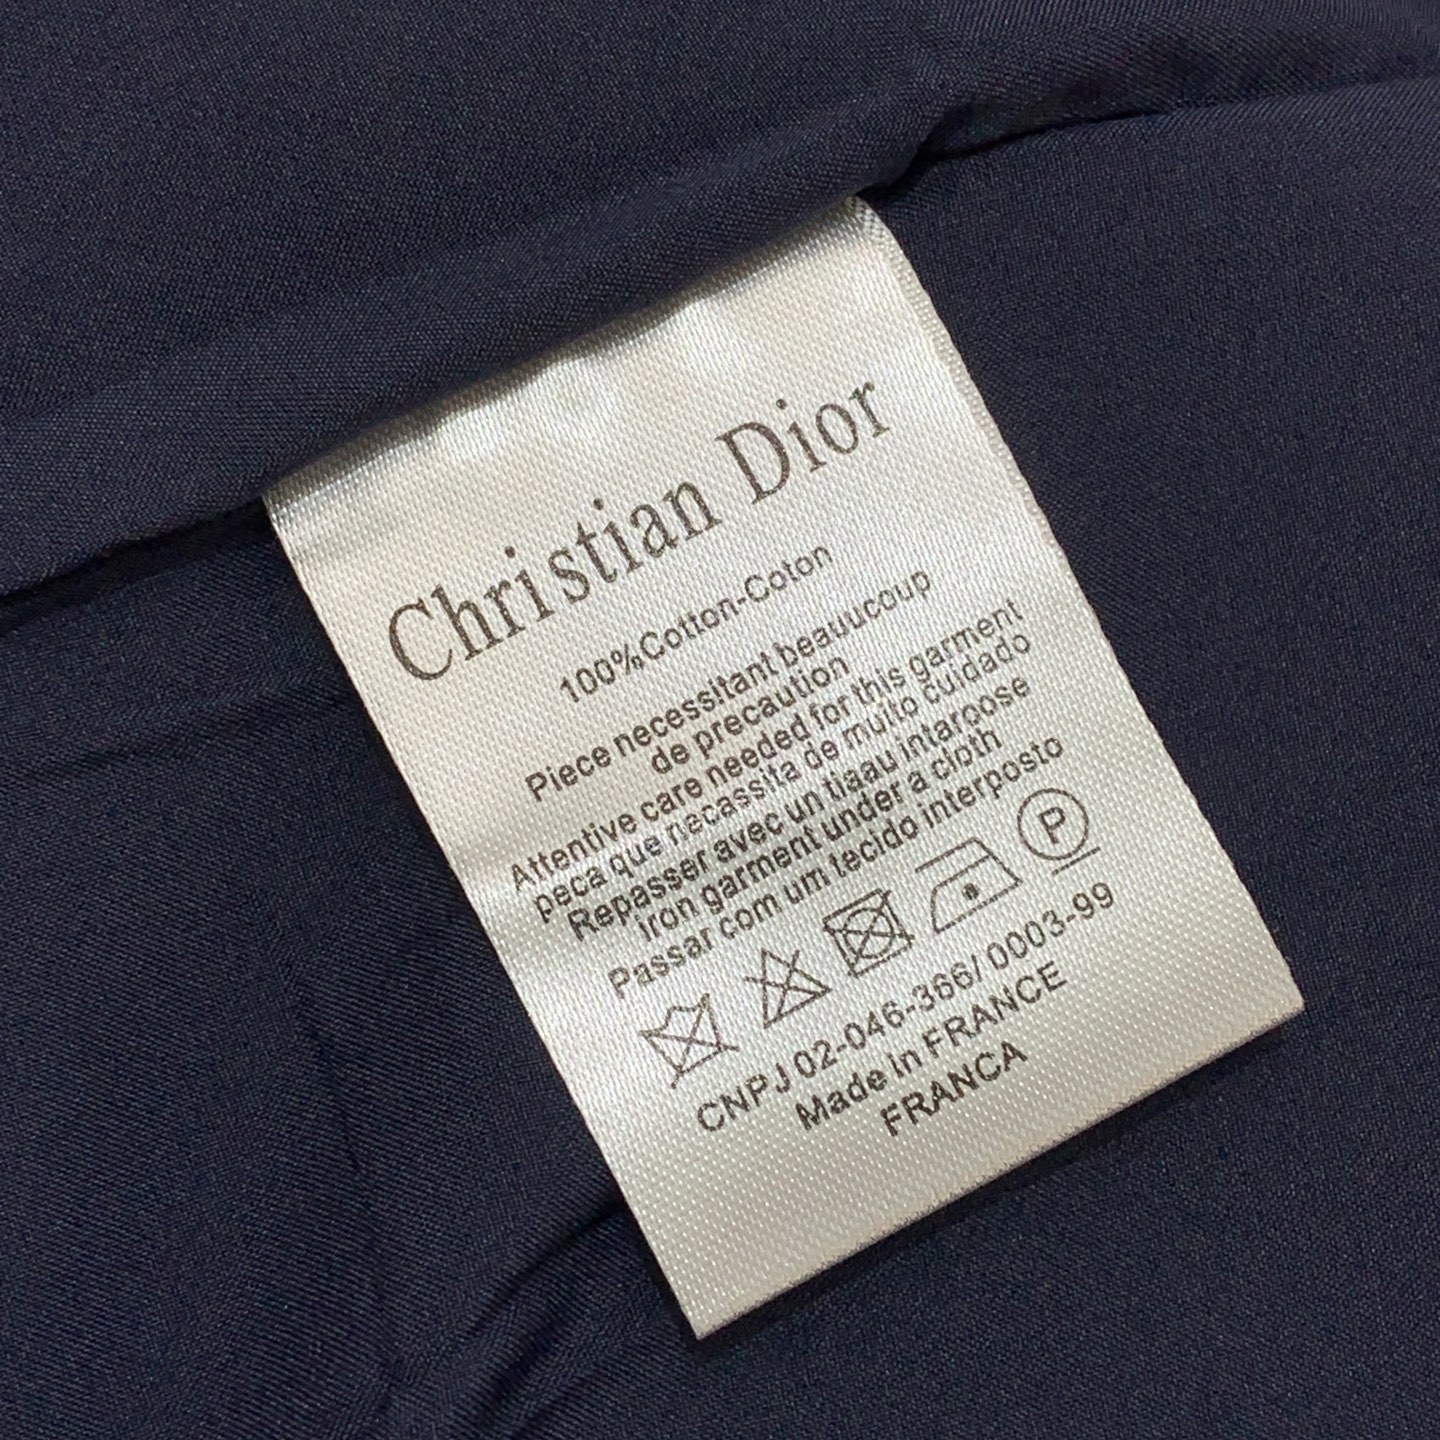 Christian Dior
100%Cotton-Coton
Piece necessitant beauucoup
de precaution
Attentive care needed for this garment
peca que necassita de muito cuidado
Repasser avec un tiaau intaroose
iron garment under a cloth
Passar com um tecido interposto
P
CNPJ 02-046-366/ 0003-99
Made in FRANCE
FRANCA